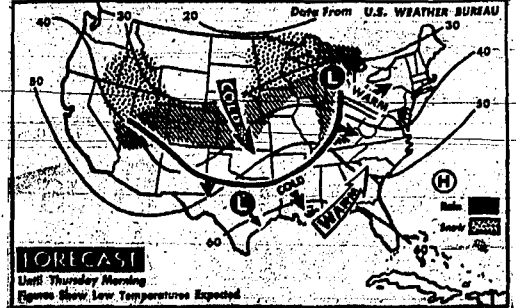 Data From U.S. WEATHER BUREAU
40
30
20
30
40
50
50
L
COLD
WARM
H
COLD
L
WARM
Rain
Snow
60
60
FORECAST
Until Thursday Morning
Figures Show Low Temperatures Expected